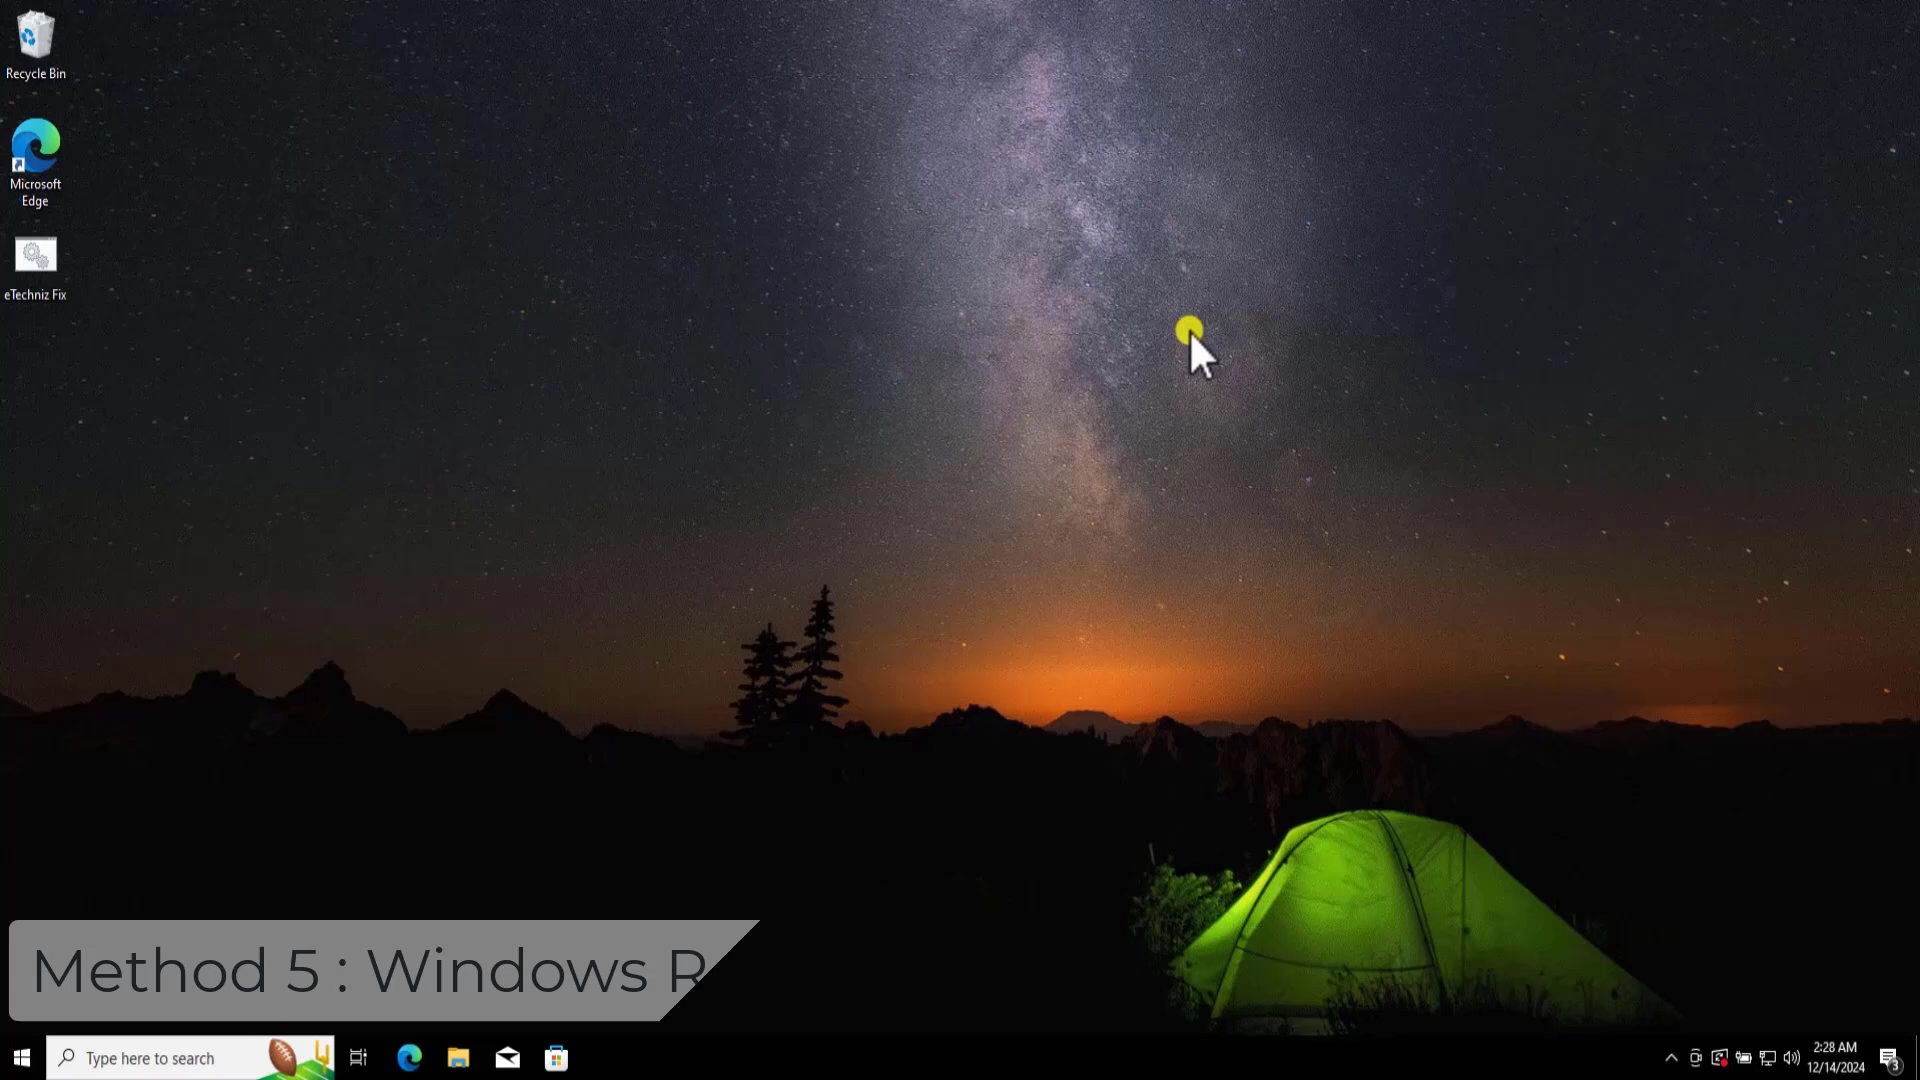 Recycle Bin
Microsoft
Edge
eTechniz Fix
Method 5 : Windows R
Type here to search
2:28 AM
12/14/2024
3